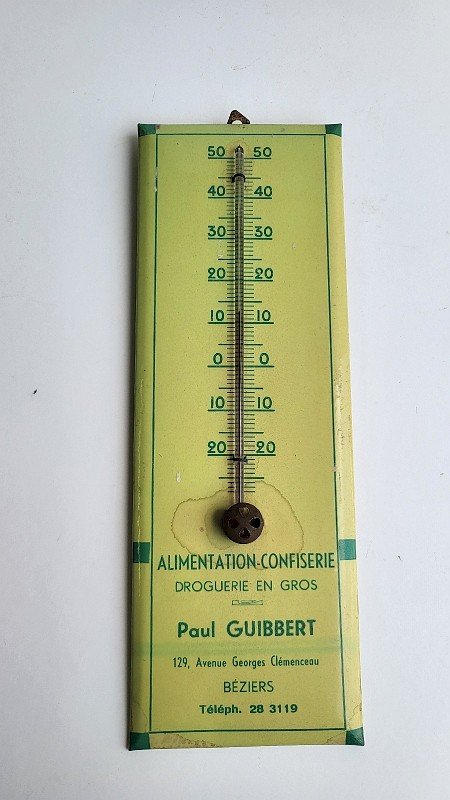 50 50
40 40
30 30
20 20
10 10
0 0
10 10
20 20
ALIMENTATION-CONFISERIE
DROGUERIE EN GROS
Paul GUIBBERT
129, Avenue Georges Clémenceau
BÉZIERS
Téléph. 28 3119